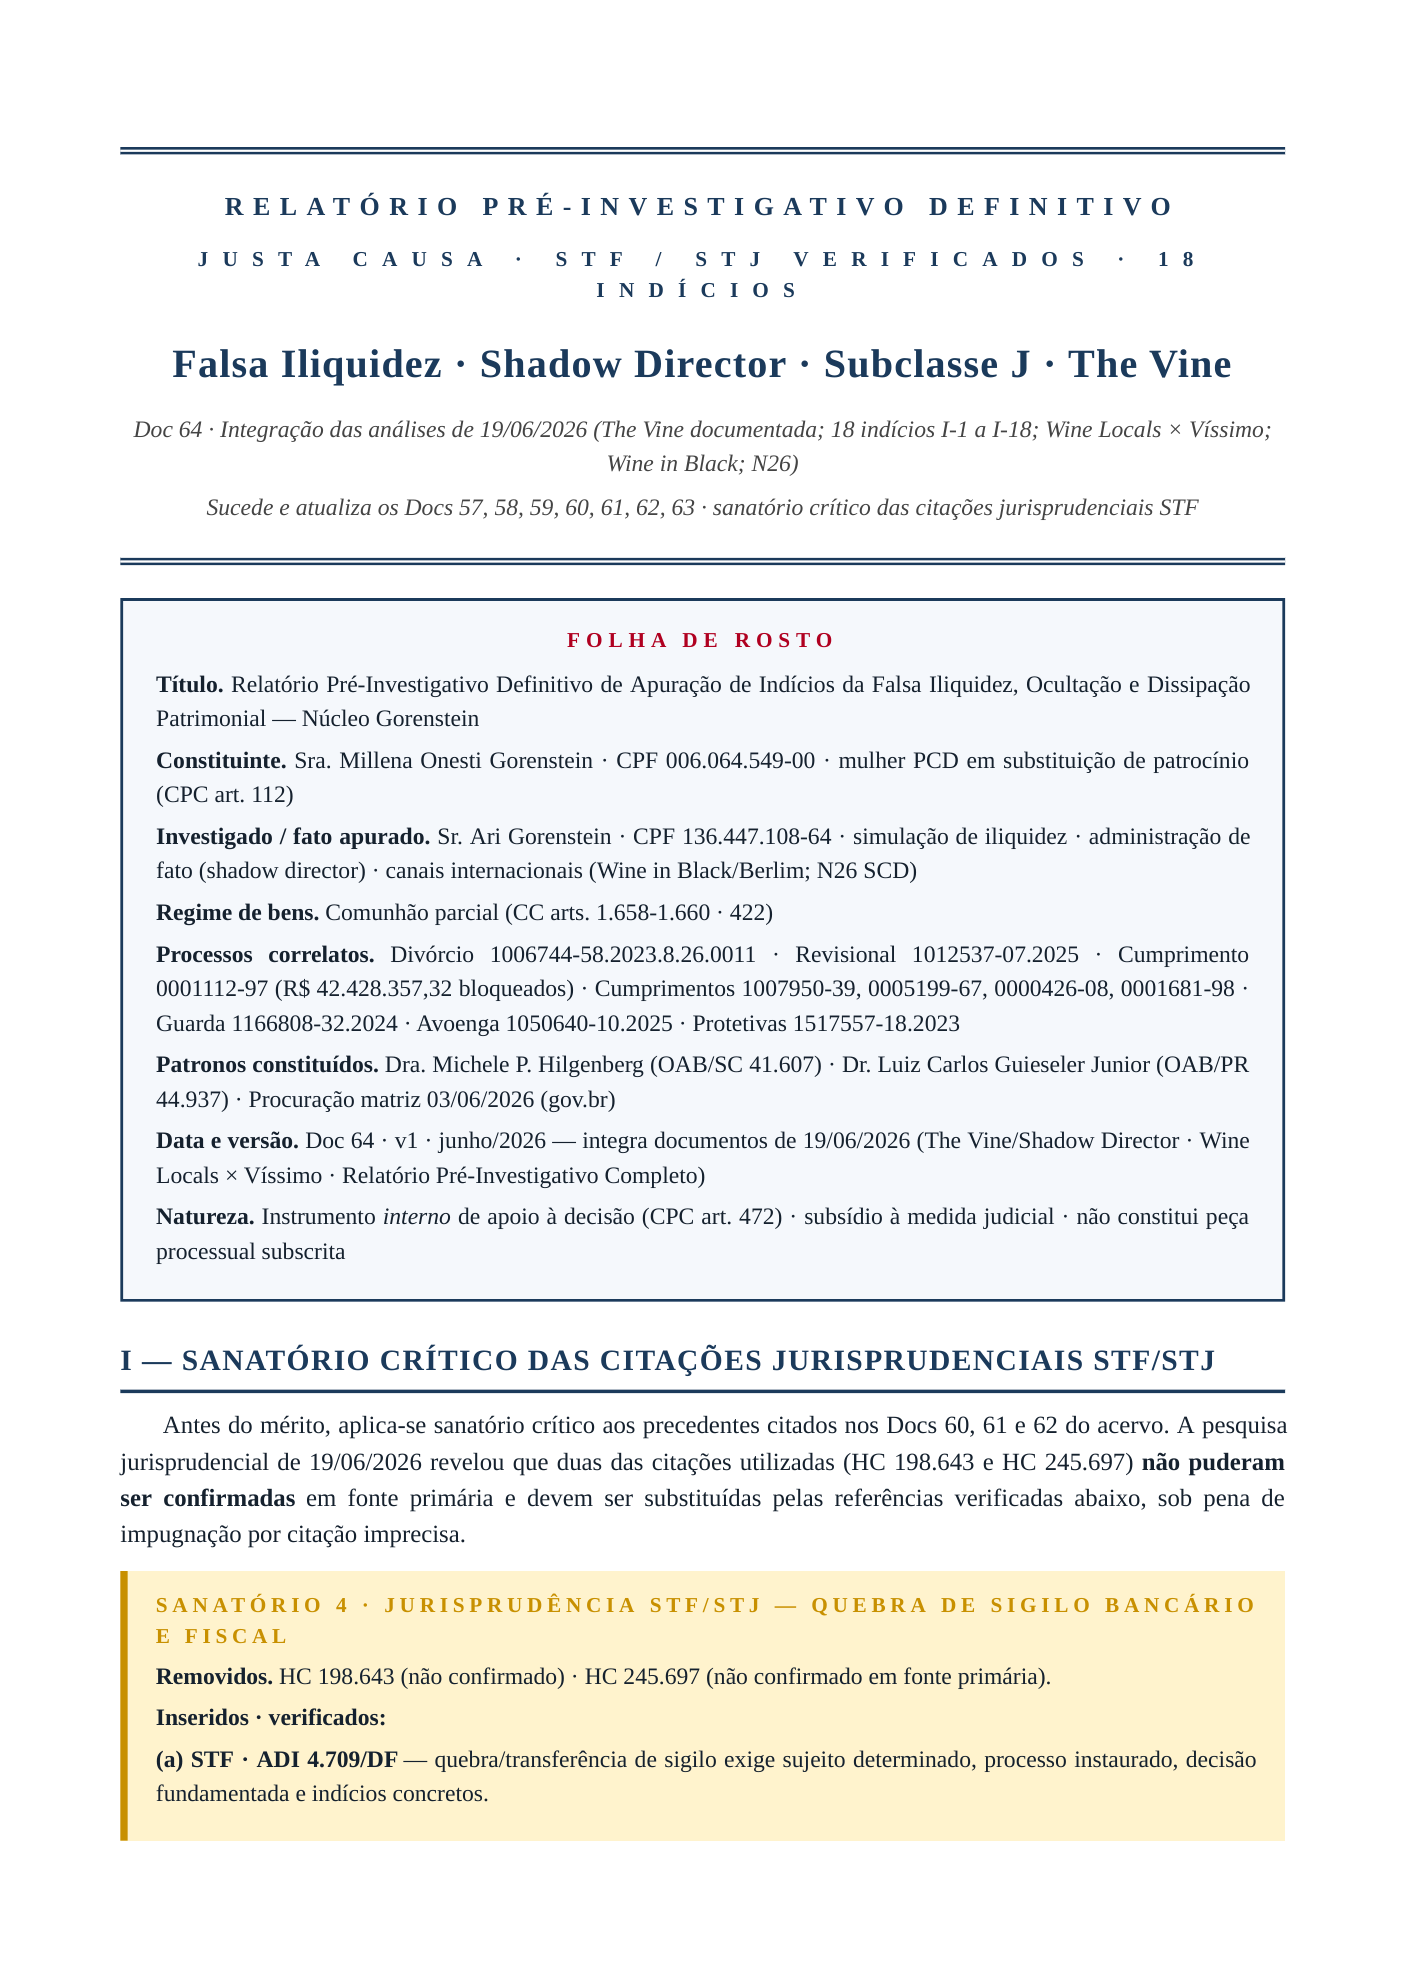 RELATÓRIO PRÉ-INVESTIGATIVO DEFINITIVO
JUSTA CAUSA · STF / STJ VERIFICADOS · 18
INDÍCIOS
Falsa Iliquidez · Shadow Director · Subclasse J · The Vine
Doc 64 · Integração das análises de 19/06/2026 (The Vine documentada; 18 indícios I-1 a I-18; Wine Locals × Víssimo;
Wine in Black; N26)
Sucede e atualiza os Docs 57, 58, 59, 60, 61, 62, 63 · sanatório crítico das citações jurisprudenciais STF
FOLHA DE ROSTO
Título. Relatório Pré-Investigativo Definitivo de Apuração de Indícios da Falsa Iliquidez, Ocultação e Dissipação
Patrimonial — Núcleo Gorenstein
Constituinte. Sra. Millena Onesti Gorenstein · CPF 006.064.549-00 · mulher PCD em substituição de patrocínio
(CPC art. 112)
Investigado / fato apurado. Sr. Ari Gorenstein · CPF 136.447.108-64 · simulação de iliquidez · administração de
fato (shadow director) · canais internacionais (Wine in Black/Berlim; N26 SCD)
Regime de bens. Comunhão parcial (CC arts. 1.658-1.660 · 422)
Processos correlatos. Divórcio 1006744-58.2023.8.26.0011 · Revisional 1012537-07.2025 · Cumprimento
0001112-97 (R$ 42.428.357,32 bloqueados) · Cumprimentos 1007950-39, 0005199-67, 0000426-08, 0001681-98 ·
Guarda 1166808-32.2024 · Avoenga 1050640-10.2025 · Protetivas 1517557-18.2023
Patronos constituídos. Dra. Michele P. Hilgenberg (OAB/SC 41.607) · Dr. Luiz Carlos Guieseler Junior (OAB/PR
44.937) · Procuração matriz 03/06/2026 (gov.br)
Data e versão. Doc 64 · v1 · junho/2026 — integra documentos de 19/06/2026 (The Vine/Shadow Director · Wine
Locals × Víssimo · Relatório Pré-Investigativo Completo)
Natureza. Instrumento interno de apoio à decisão (CPC art. 472) · subsídio à medida judicial · não constitui peça
processual subscrita
I — SANATÓRIO CRÍTICO DAS CITAÇÕES JURISPRUDENCIAIS STF/STJ
Antes do mérito, aplica-se sanatório crítico aos precedentes citados nos Docs 60, 61 e 62 do acervo. A pesquisa
jurisprudencial de 19/06/2026 revelou que duas das citações utilizadas (HC 198.643 e HC 245.697) não puderam
ser confirmadas em fonte primária e devem ser substituídas pelas referências verificadas abaixo, sob pena de
impugnação por citação imprecisa.
SANATÓRIO 4 · JURISPRUDÊNCIA STF/STJ — QUEBRA DE SIGILO BANCÁRIO
E FISCAL
Removidos. HC 198.643 (não confirmado) · HC 245.697 (não confirmado em fonte primária).
Inseridos · verificados:
(a) STF · ADI 4.709/DF — quebra/transferência de sigilo exige sujeito determinado, processo instaurado, decisão
fundamentada e indícios concretos.